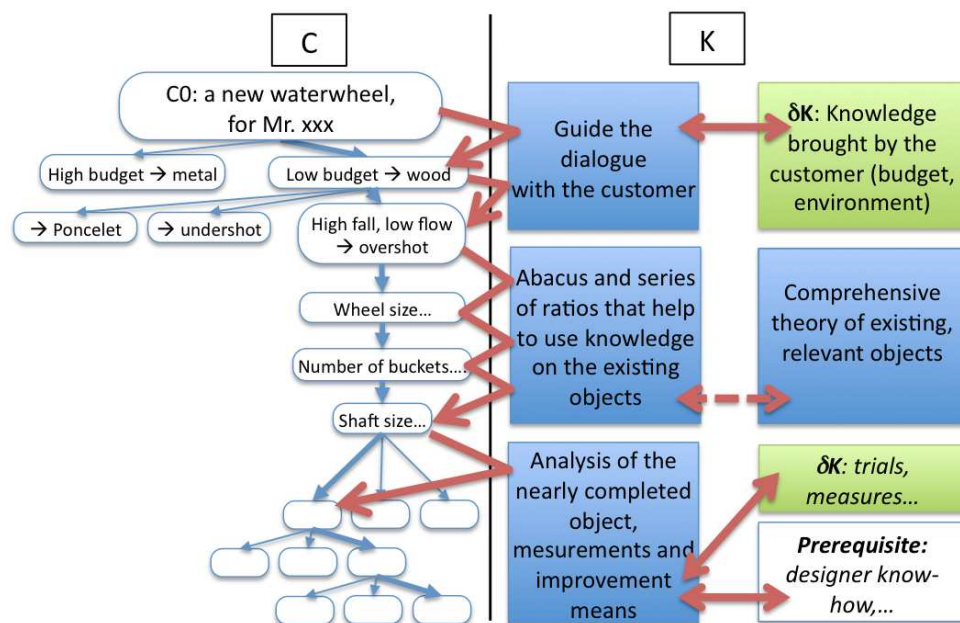 C
C0: a new waterwheel,
for Mr. xxx
High budget → metal
Low budget → wood
→ Poncelet
→ undershot
High fall, low flow
→ overshot
Wheel size...
Number of buckets....
Shaft size...
K
Guide the
dialogue
with the customer
δK: Knowledge
brought by the
customer (budget,
environment)
Abacus and series
of ratios that help
to use knowledge
on the existing
objects
Comprehensive
theory of existing,
relevant objects
Analysis of the
nearly completed
object,
mesurements and
improvement
means
δK: trials,
measures...
Prerequisite:
designer know-
how,...